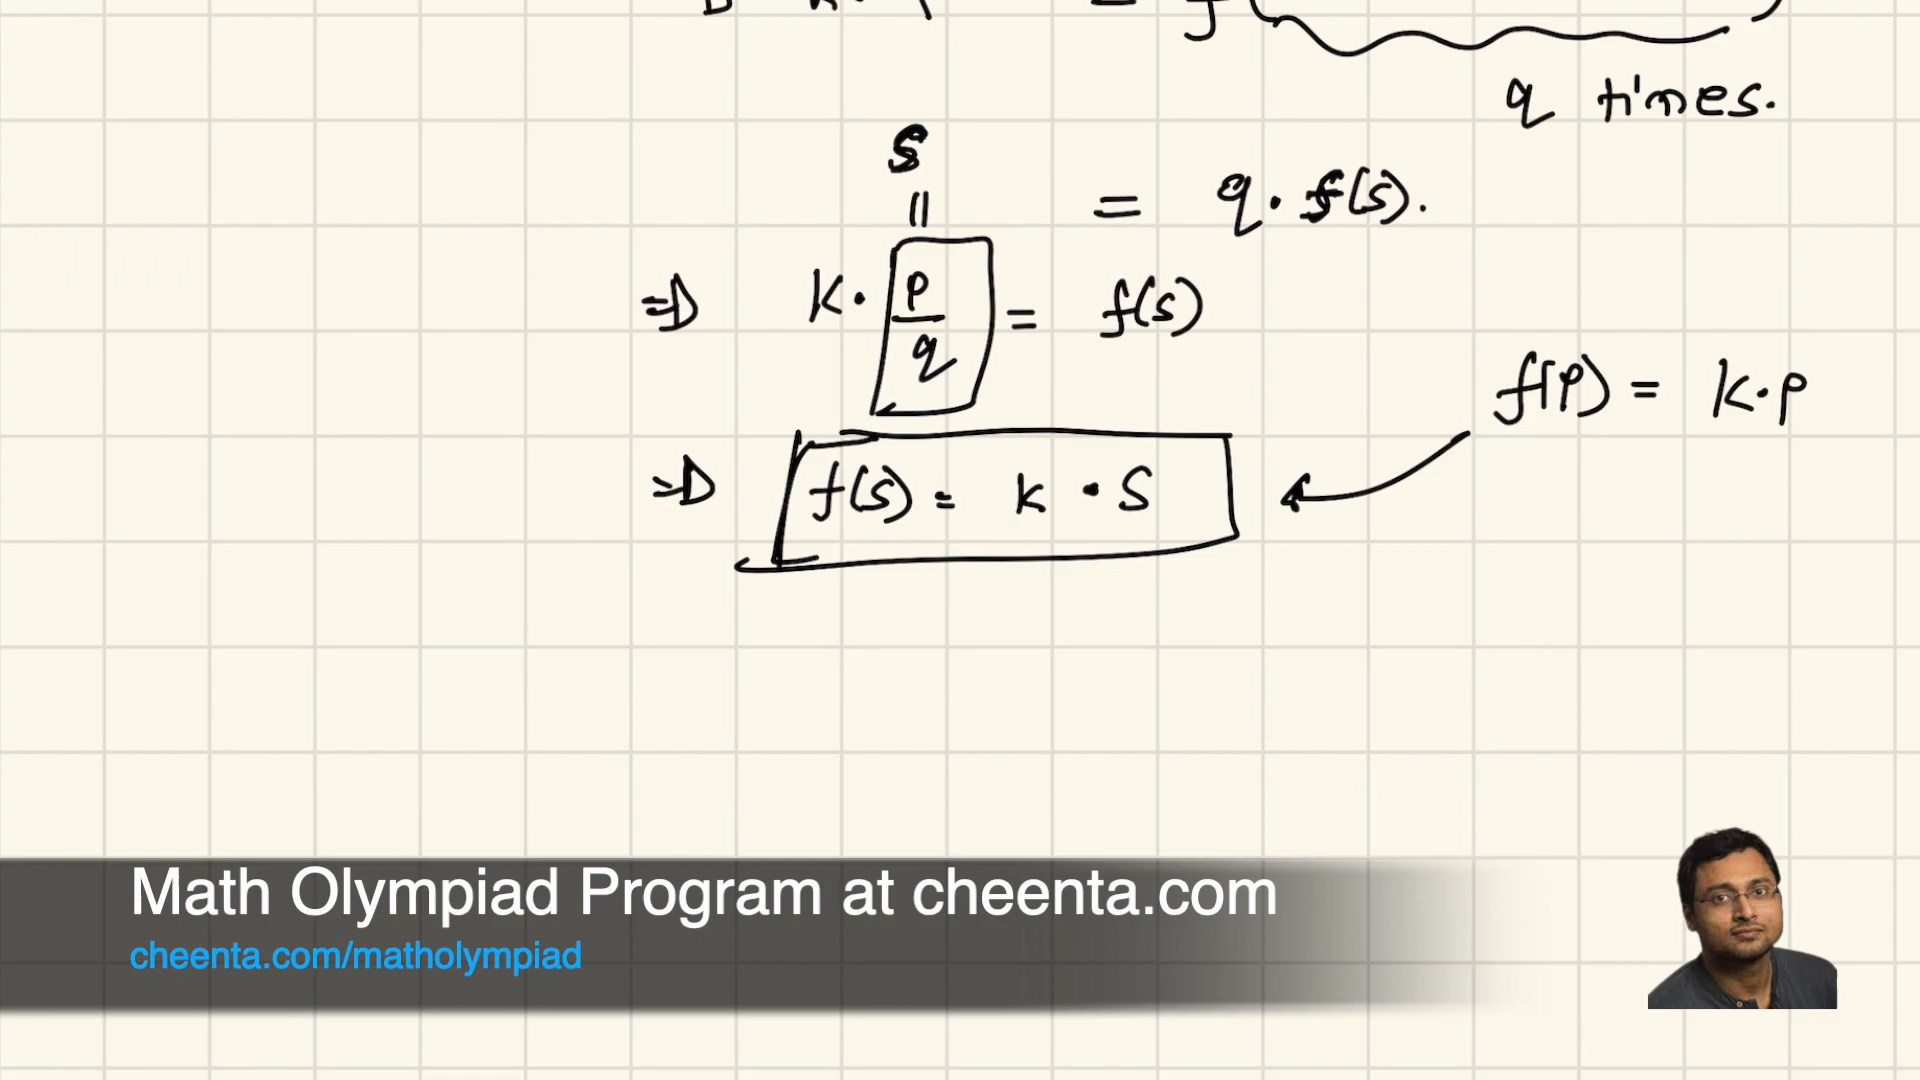 q times.
s
= q. f(s).
=> k. p/q = f(s)
f(p) = k.p
=> f(s) = k . s
Math Olympiad Program at cheenta.com
cheenta.com/matholympiad